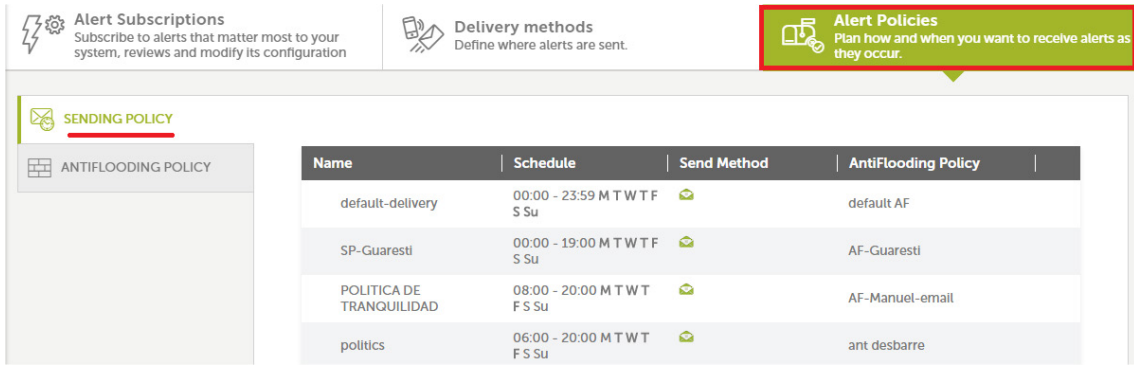 Alert Subscriptions
Subscribe to alerts that matter most to your
system, reviews and modify its configuration
Delivery methods
Define where alerts are sent.
Alert Policies
Plan how and when you want to receive alerts as
they occur.
SENDING POLICY
ANTIFLOODING POLICY
Name Schedule Send Method AntiFlooding Policy
default-delivery 00:00 - 23:59 M T W T F default AF
S Su
SP-Guaresti 00:00 - 19:00 M T W T F AF-Guaresti
S Su
POLITICA DE 08:00 - 20:00 M T W T AF-Manuel-email
TRANQUILIDAD F S Su
politics 06:00 - 20:00 M T W T ant desbarre
F S Su